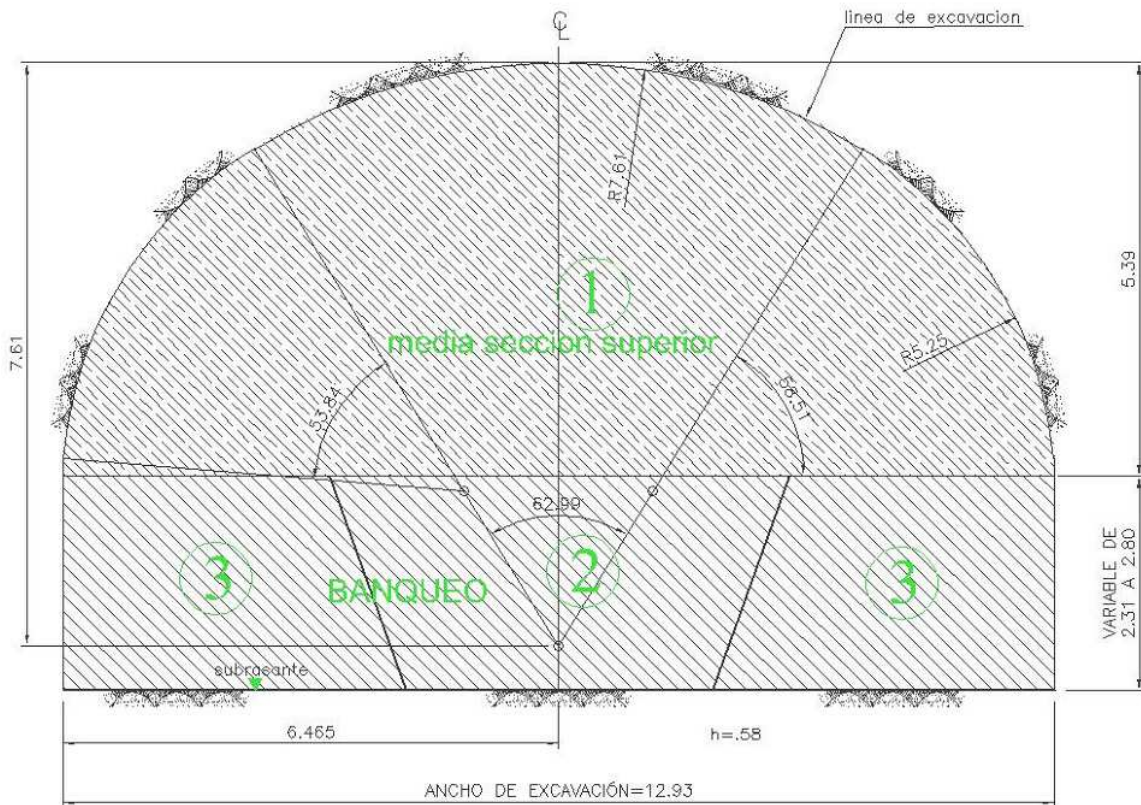 CL
linea de excavacion
R7.61
5.39
7.61
1
media seccion superior
R5.25
53.84
58.51
62.99
3
2
3
BANQUEO
VARIABLE DE
2.31 A 2.80
subrasante
6.465
h=.58
ANCHO DE EXCAVACIÓN=12.93